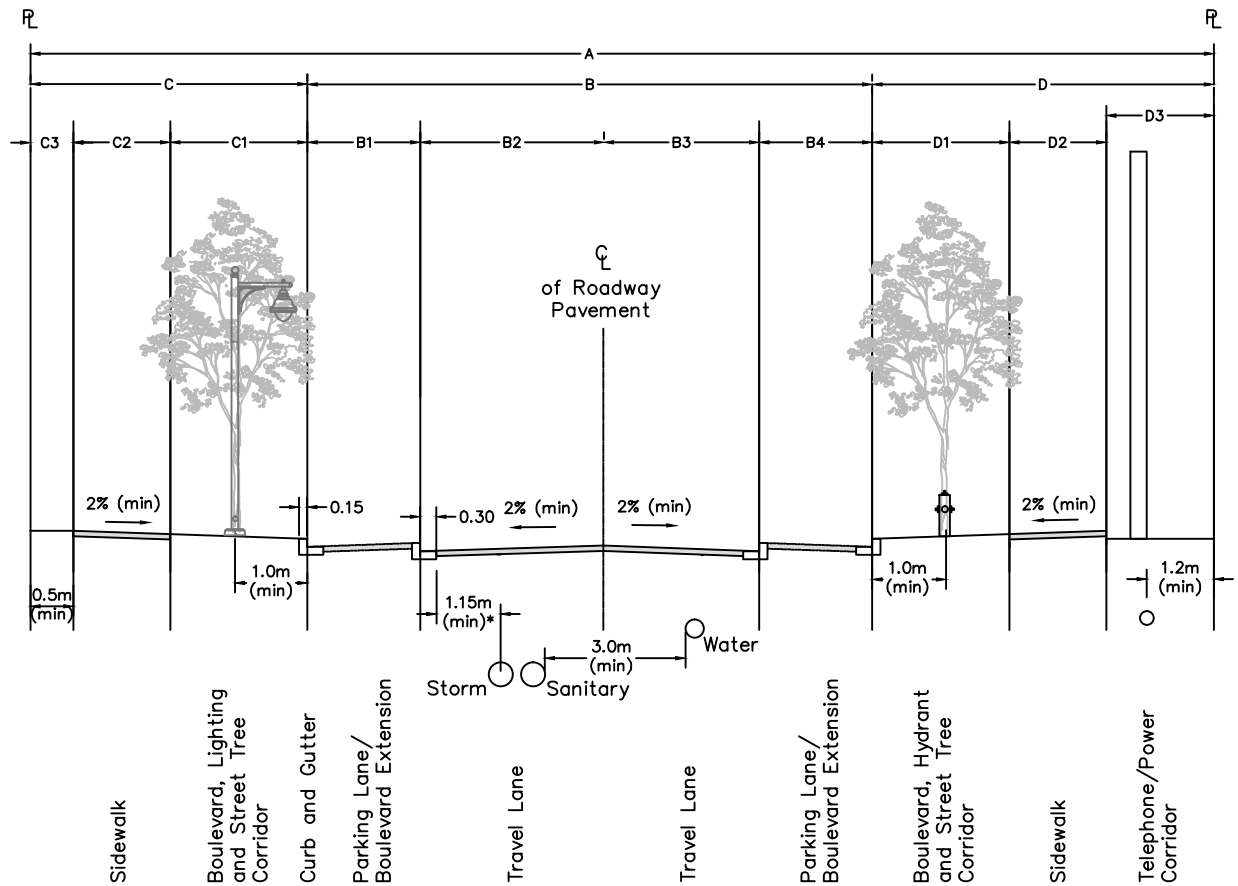 PL
PL
A
C
B
D
D3
C3
C2
C1
B1
B2
B3
B4
D1
D2
CL
of Roadway
Pavement
2% (min)
0.15
0.30
2% (min)
2% (min)
2% (min)
0.5m
(min)
1.0m
(min)
1.15m
(min)*
3.0m
(min)
1.0m
(min)
1.2m
(min)
Water
Storm
Sanitary
Sidewalk
Boulevard, Lighting
and Street Tree
Corridor
Curb and Gutter
Parking Lane/
Boulevard Extension
Travel Lane
Travel Lane
Parking Lane/
Boulevard Extension
Boulevard, Hydrant
and Street Tree
Corridor
Sidewalk
Telephone/Power
Corridor